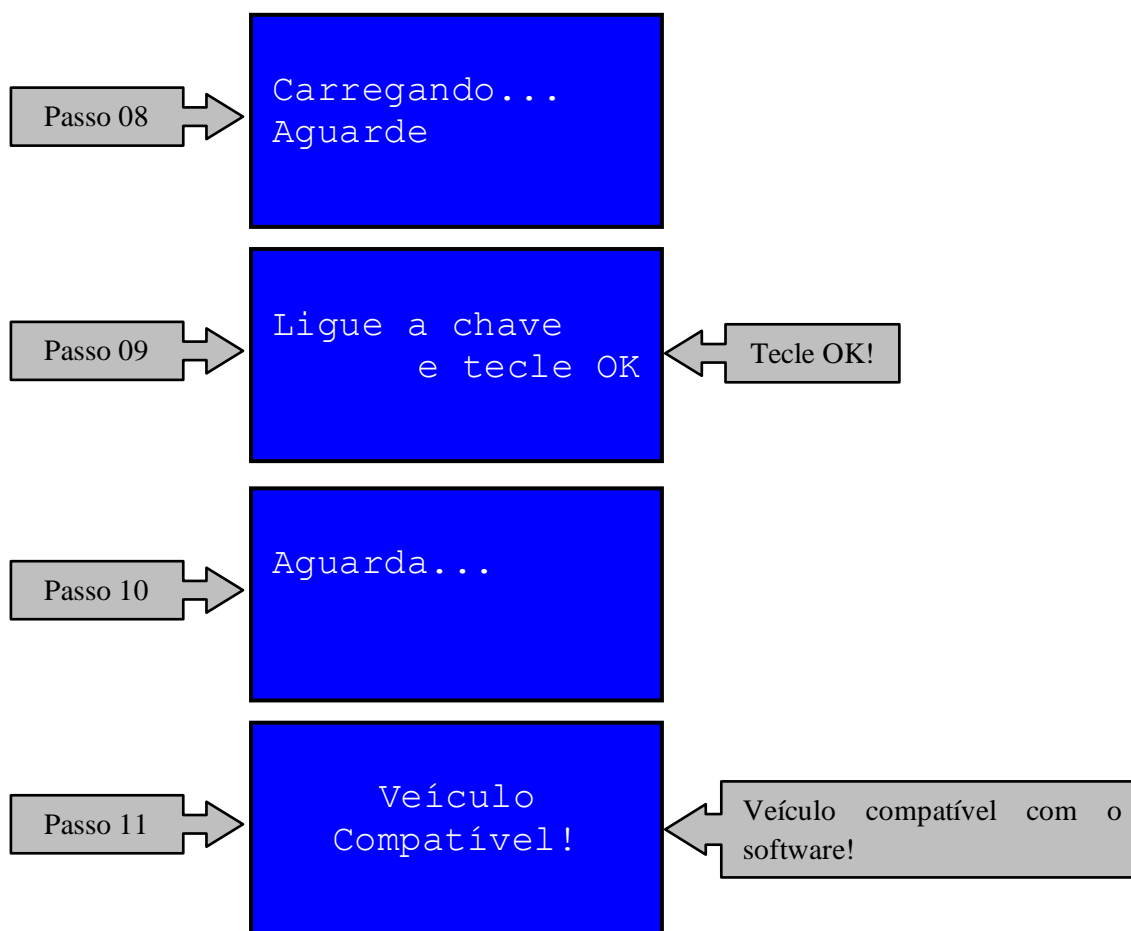 Passo 08
Carregando...
Aguarde
Passo 09
Ligue a chave
e tecle OK
Tecle OK!
Passo 10
Aguarda...
Passo 11
Veículo
Compatível!
Veículo compatível com o
software!